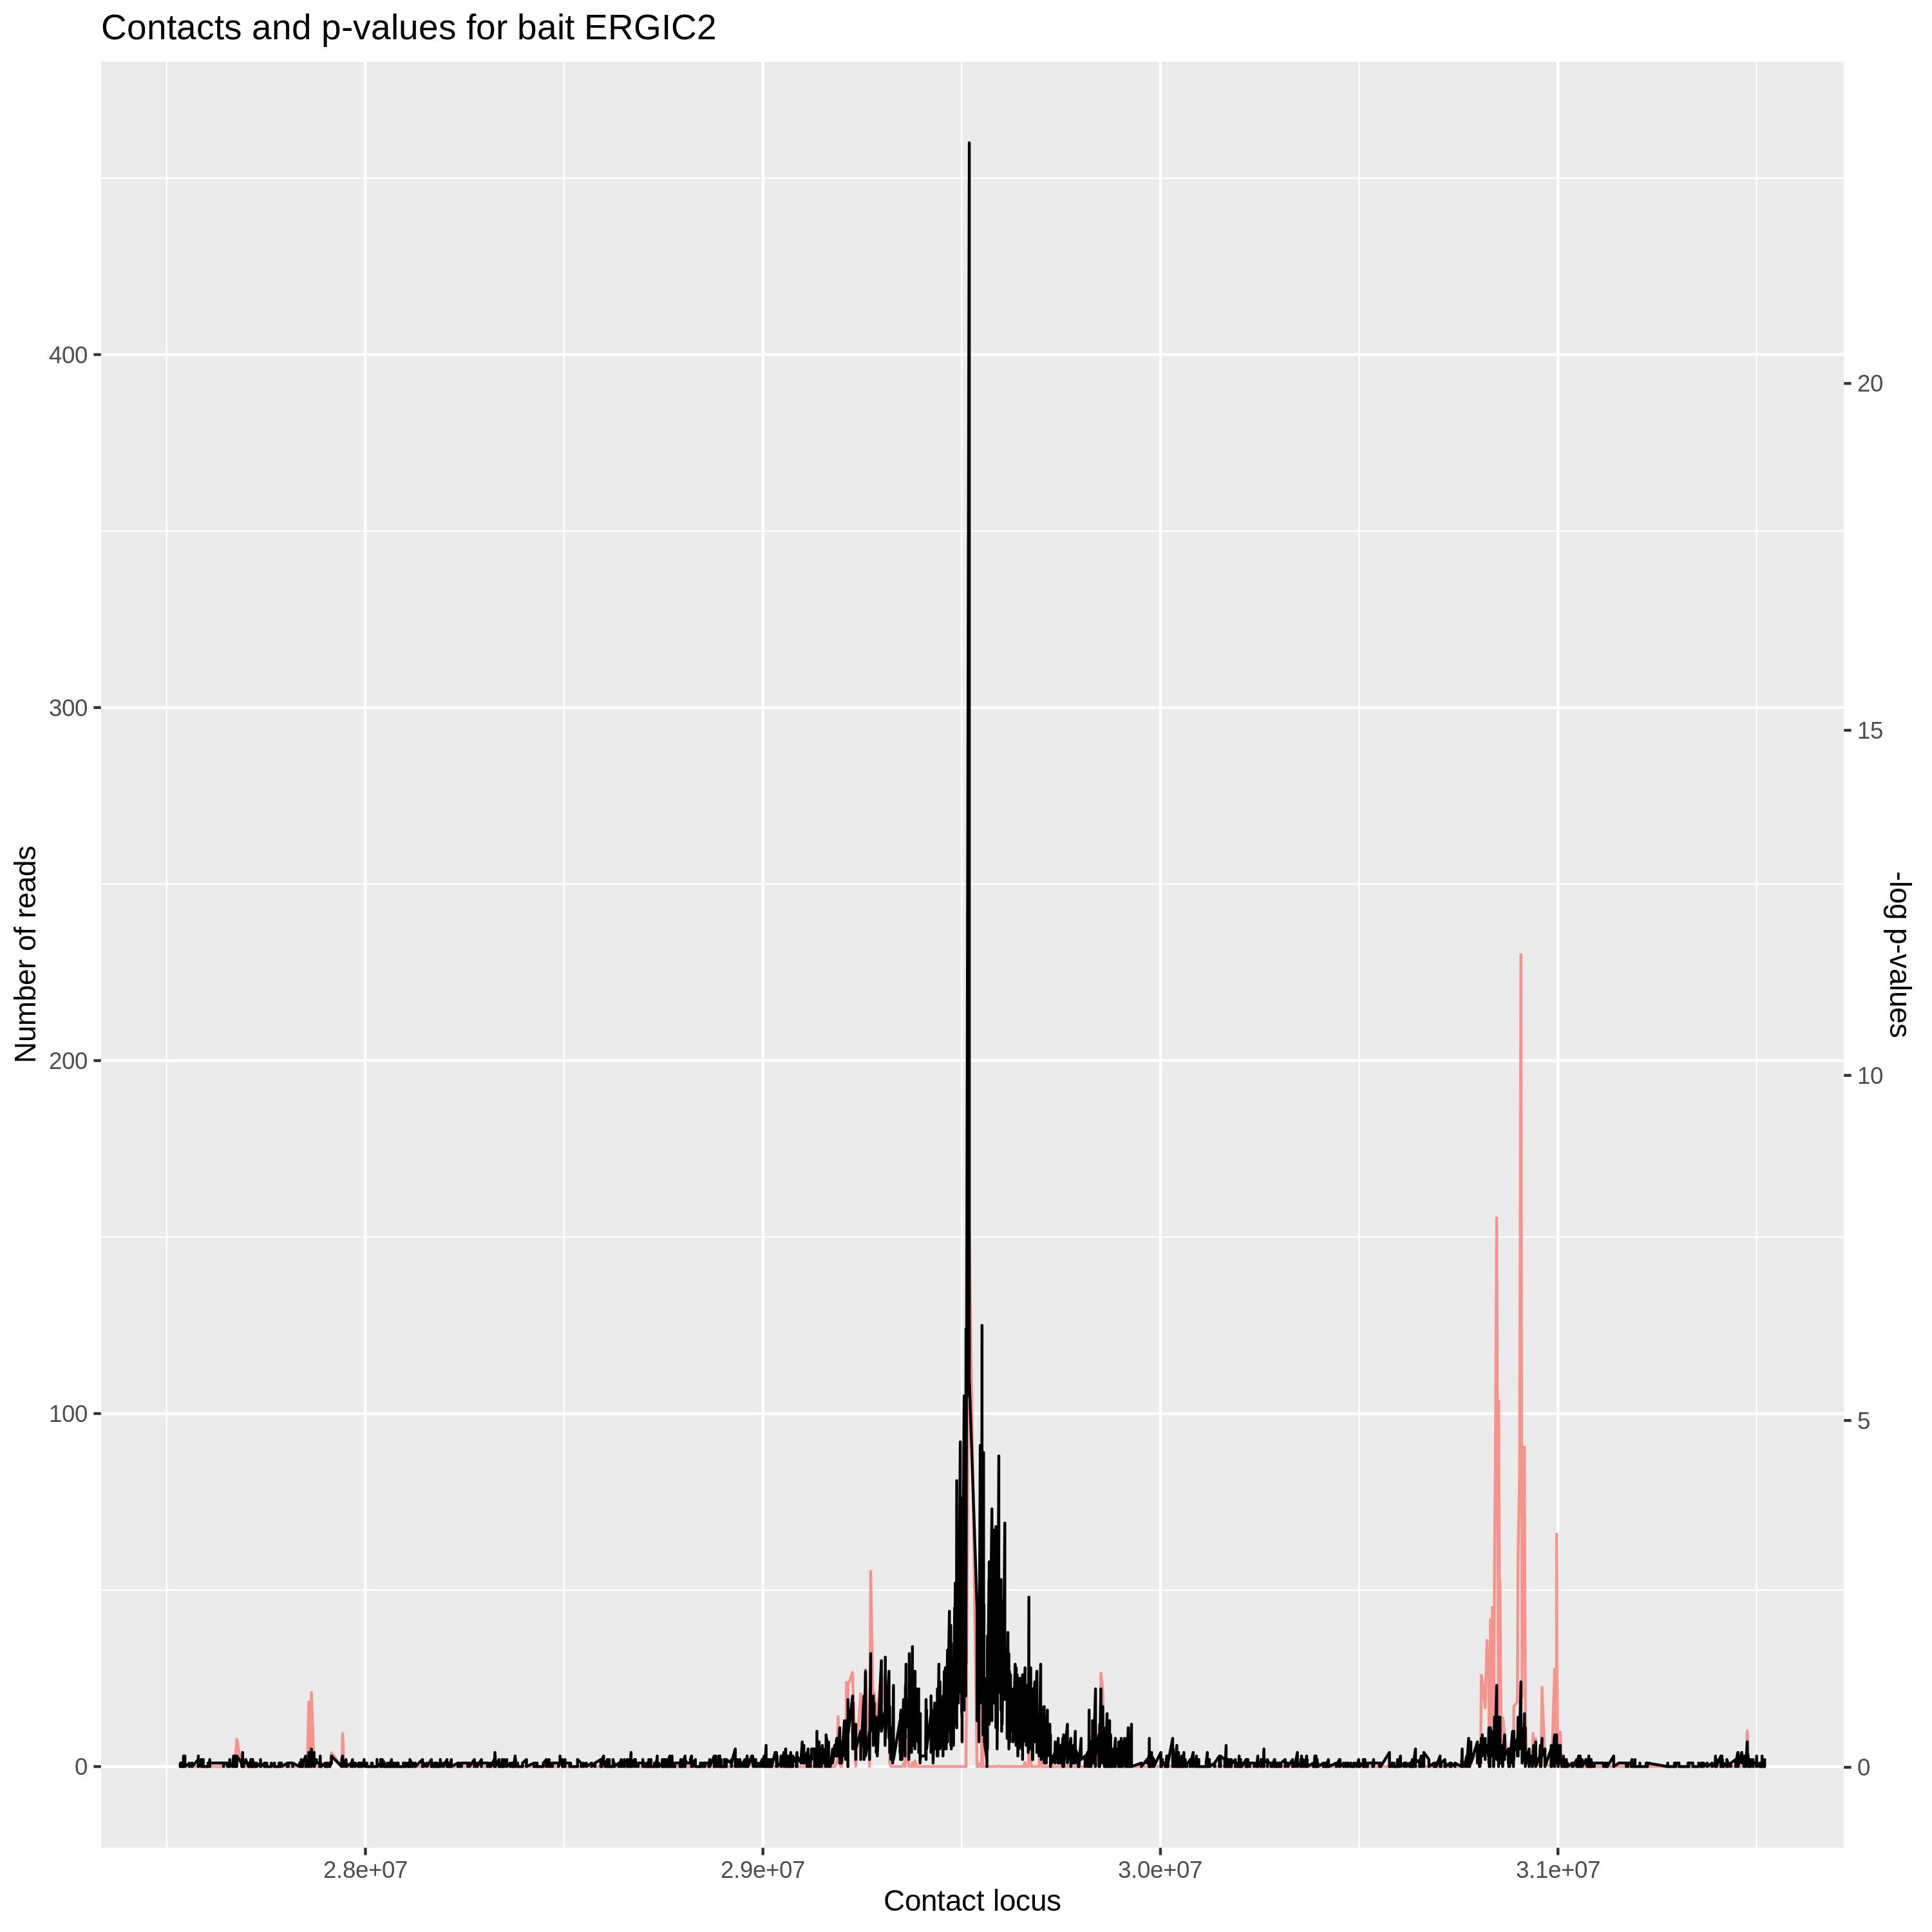 Contacts and p-values for bait ERGIC2
400
300
200
100
0
Number of reads
20
15
10
5
0
-log p-values
2.8e+07
2.9e+07
3.0e+07
3.1e+07
Contact locus